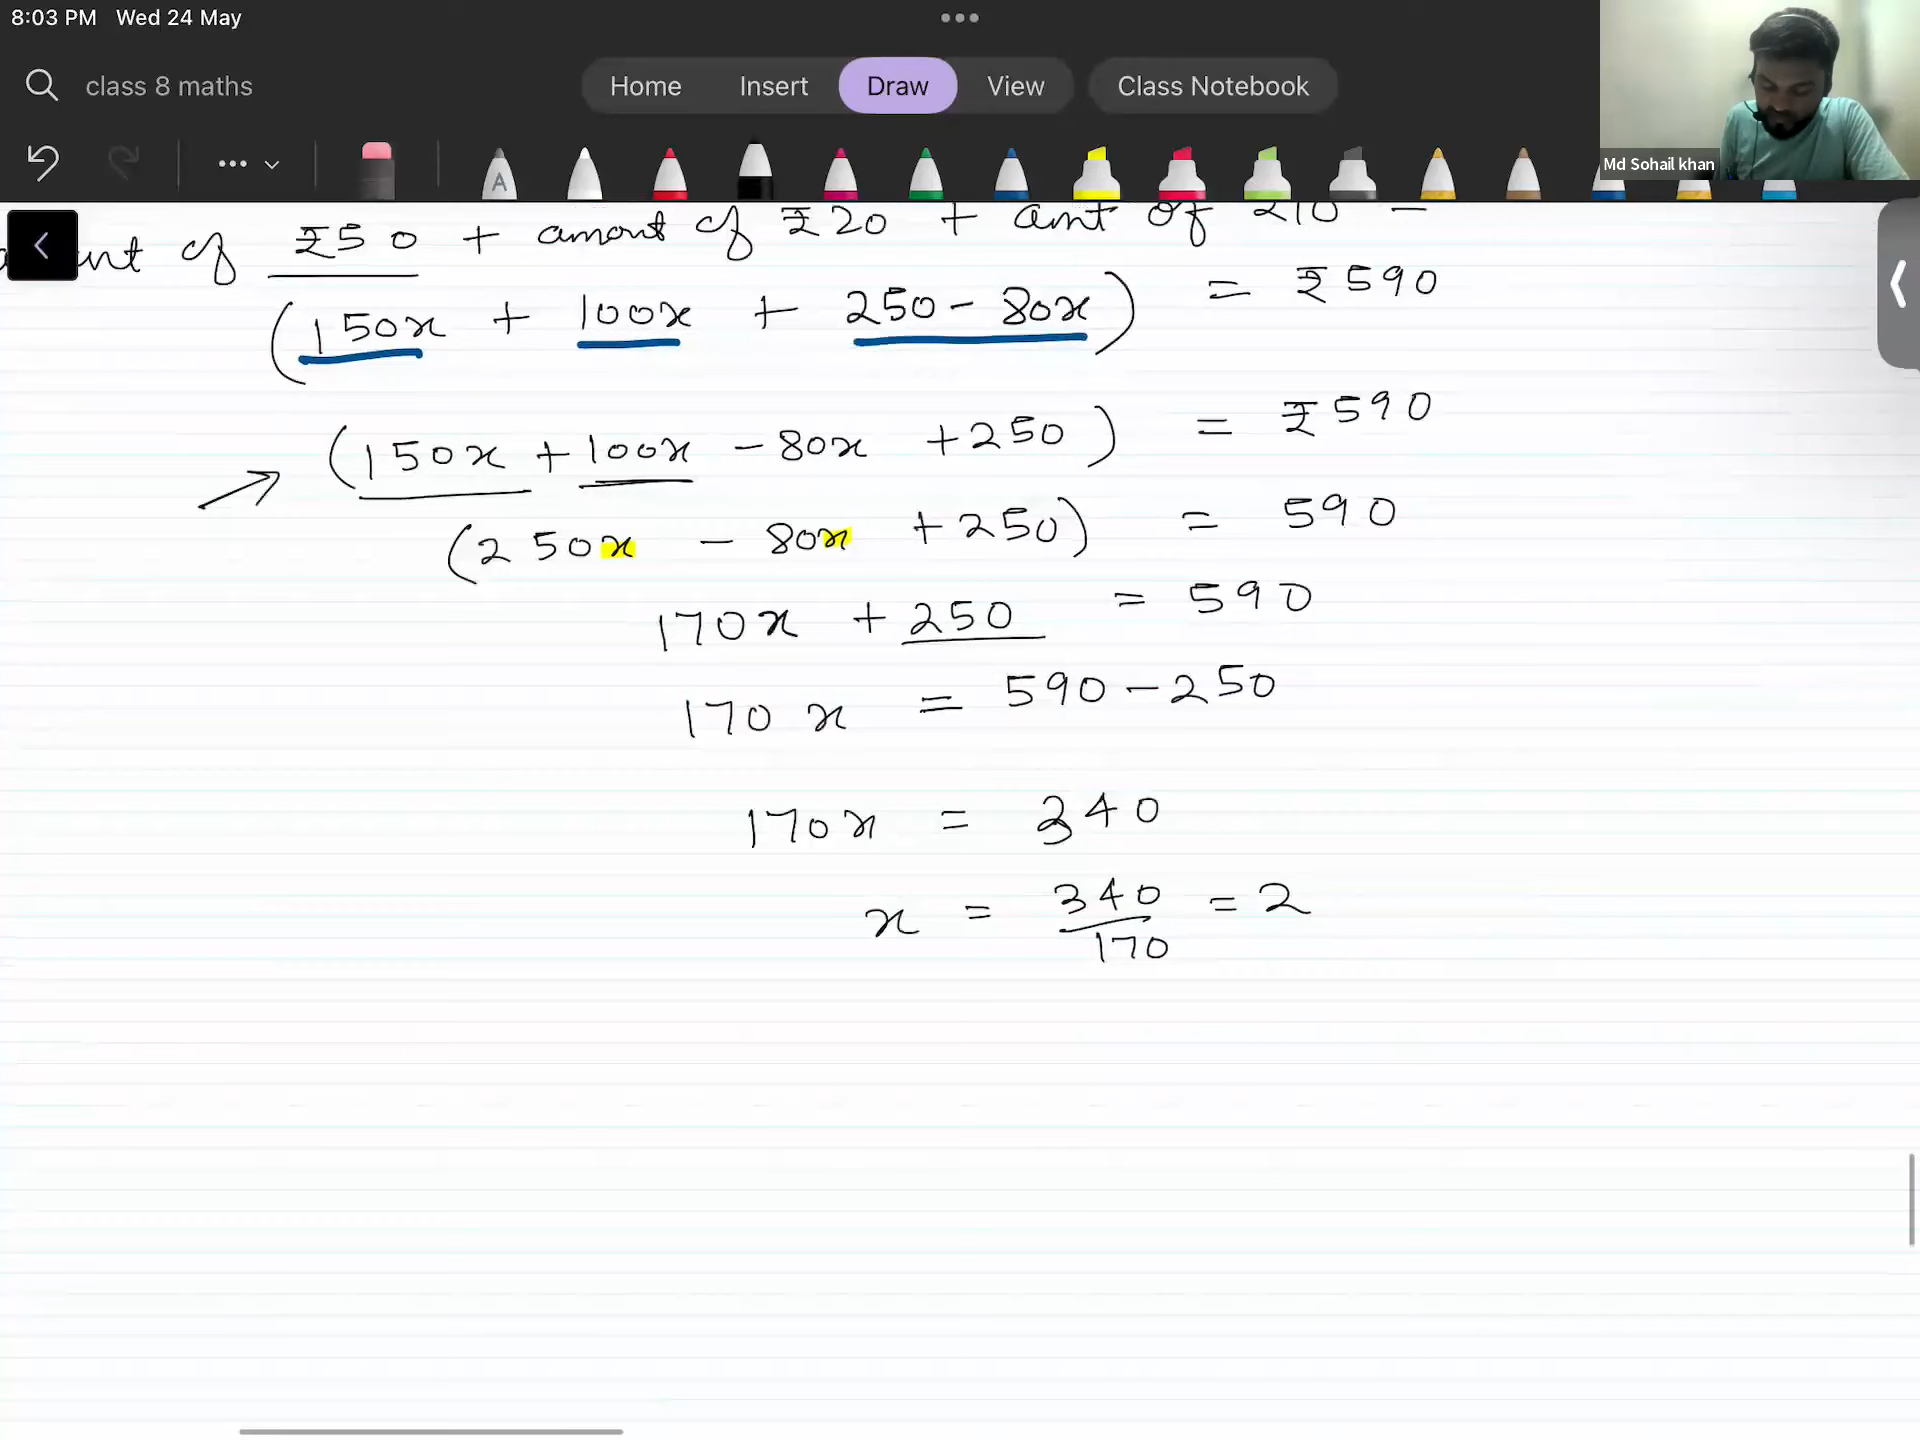 8:03 PM Wed 24 May
class 8 maths
Home Insert Draw View Class Notebook
Md Sohail khan
of ₹50 + amount of ₹20 + amt of ₹10 =
(150x + 100x + 250 - 80x) = ₹590
(150x + 100x - 80x + 250) = ₹590
(250x - 80x + 250) = 590
170x + 250 = 590
170x = 590 - 250
170x = 340
x = 340/170 = 2